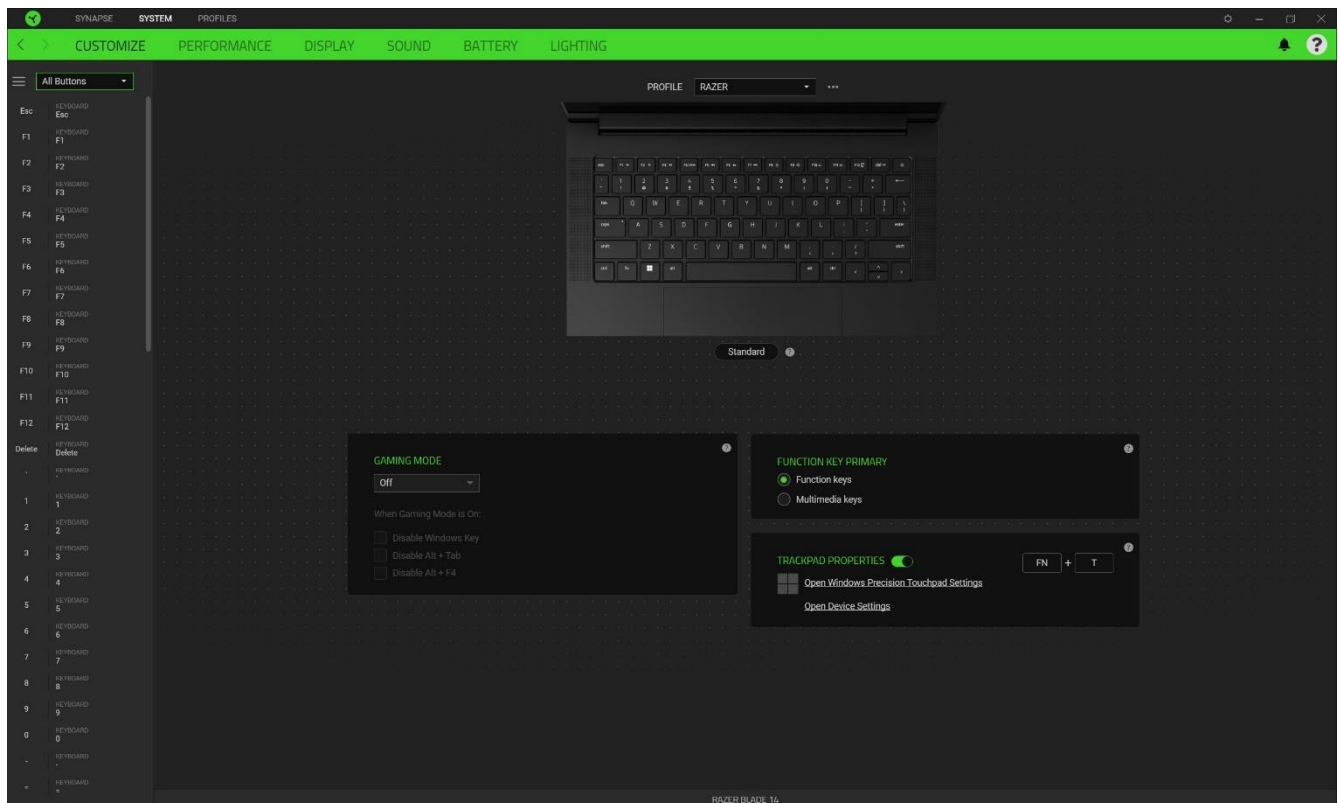 SYNAPSE SYSTEM PROFILES
CUSTOMIZE PERFORMANCE DISPLAY SOUND BATTERY LIGHTING
All Buttons
PROFILE RAZER
Esc KEYBOARD Esc
F1 KEYBOARD F1
F2 KEYBOARD F2
F3 KEYBOARD F3
F4 KEYBOARD F4
F5 KEYBOARD F5
F6 KEYBOARD F6
F7 KEYBOARD F7
F8 KEYBOARD F8
F9 KEYBOARD F9
F10 KEYBOARD F10
F11 KEYBOARD F11
F12 KEYBOARD F12
Delete KEYBOARD Delete
` KEYBOARD `
1 KEYBOARD 1
2 KEYBOARD 2
3 KEYBOARD 3
4 KEYBOARD 4
5 KEYBOARD 5
6 KEYBOARD 6
7 KEYBOARD 7
8 KEYBOARD 8
9 KEYBOARD 9
0 KEYBOARD 0
- KEYBOARD -
= KEYBOARD =
tab Q W E R T Y U I O P
A S D F G H J K L
Z X C V B N M
Standard
GAMING MODE
Off
When Gaming Mode is On:
Disable Windows Key
Disable Alt + Tab
Disable Alt + F4
FUNCTION KEY PRIMARY
Function keys
Multimedia keys
TRACKPAD PROPERTIES FN + T
Open Windows Precision Touchpad Settings
Open Device Settings
RAZER BLADE 14